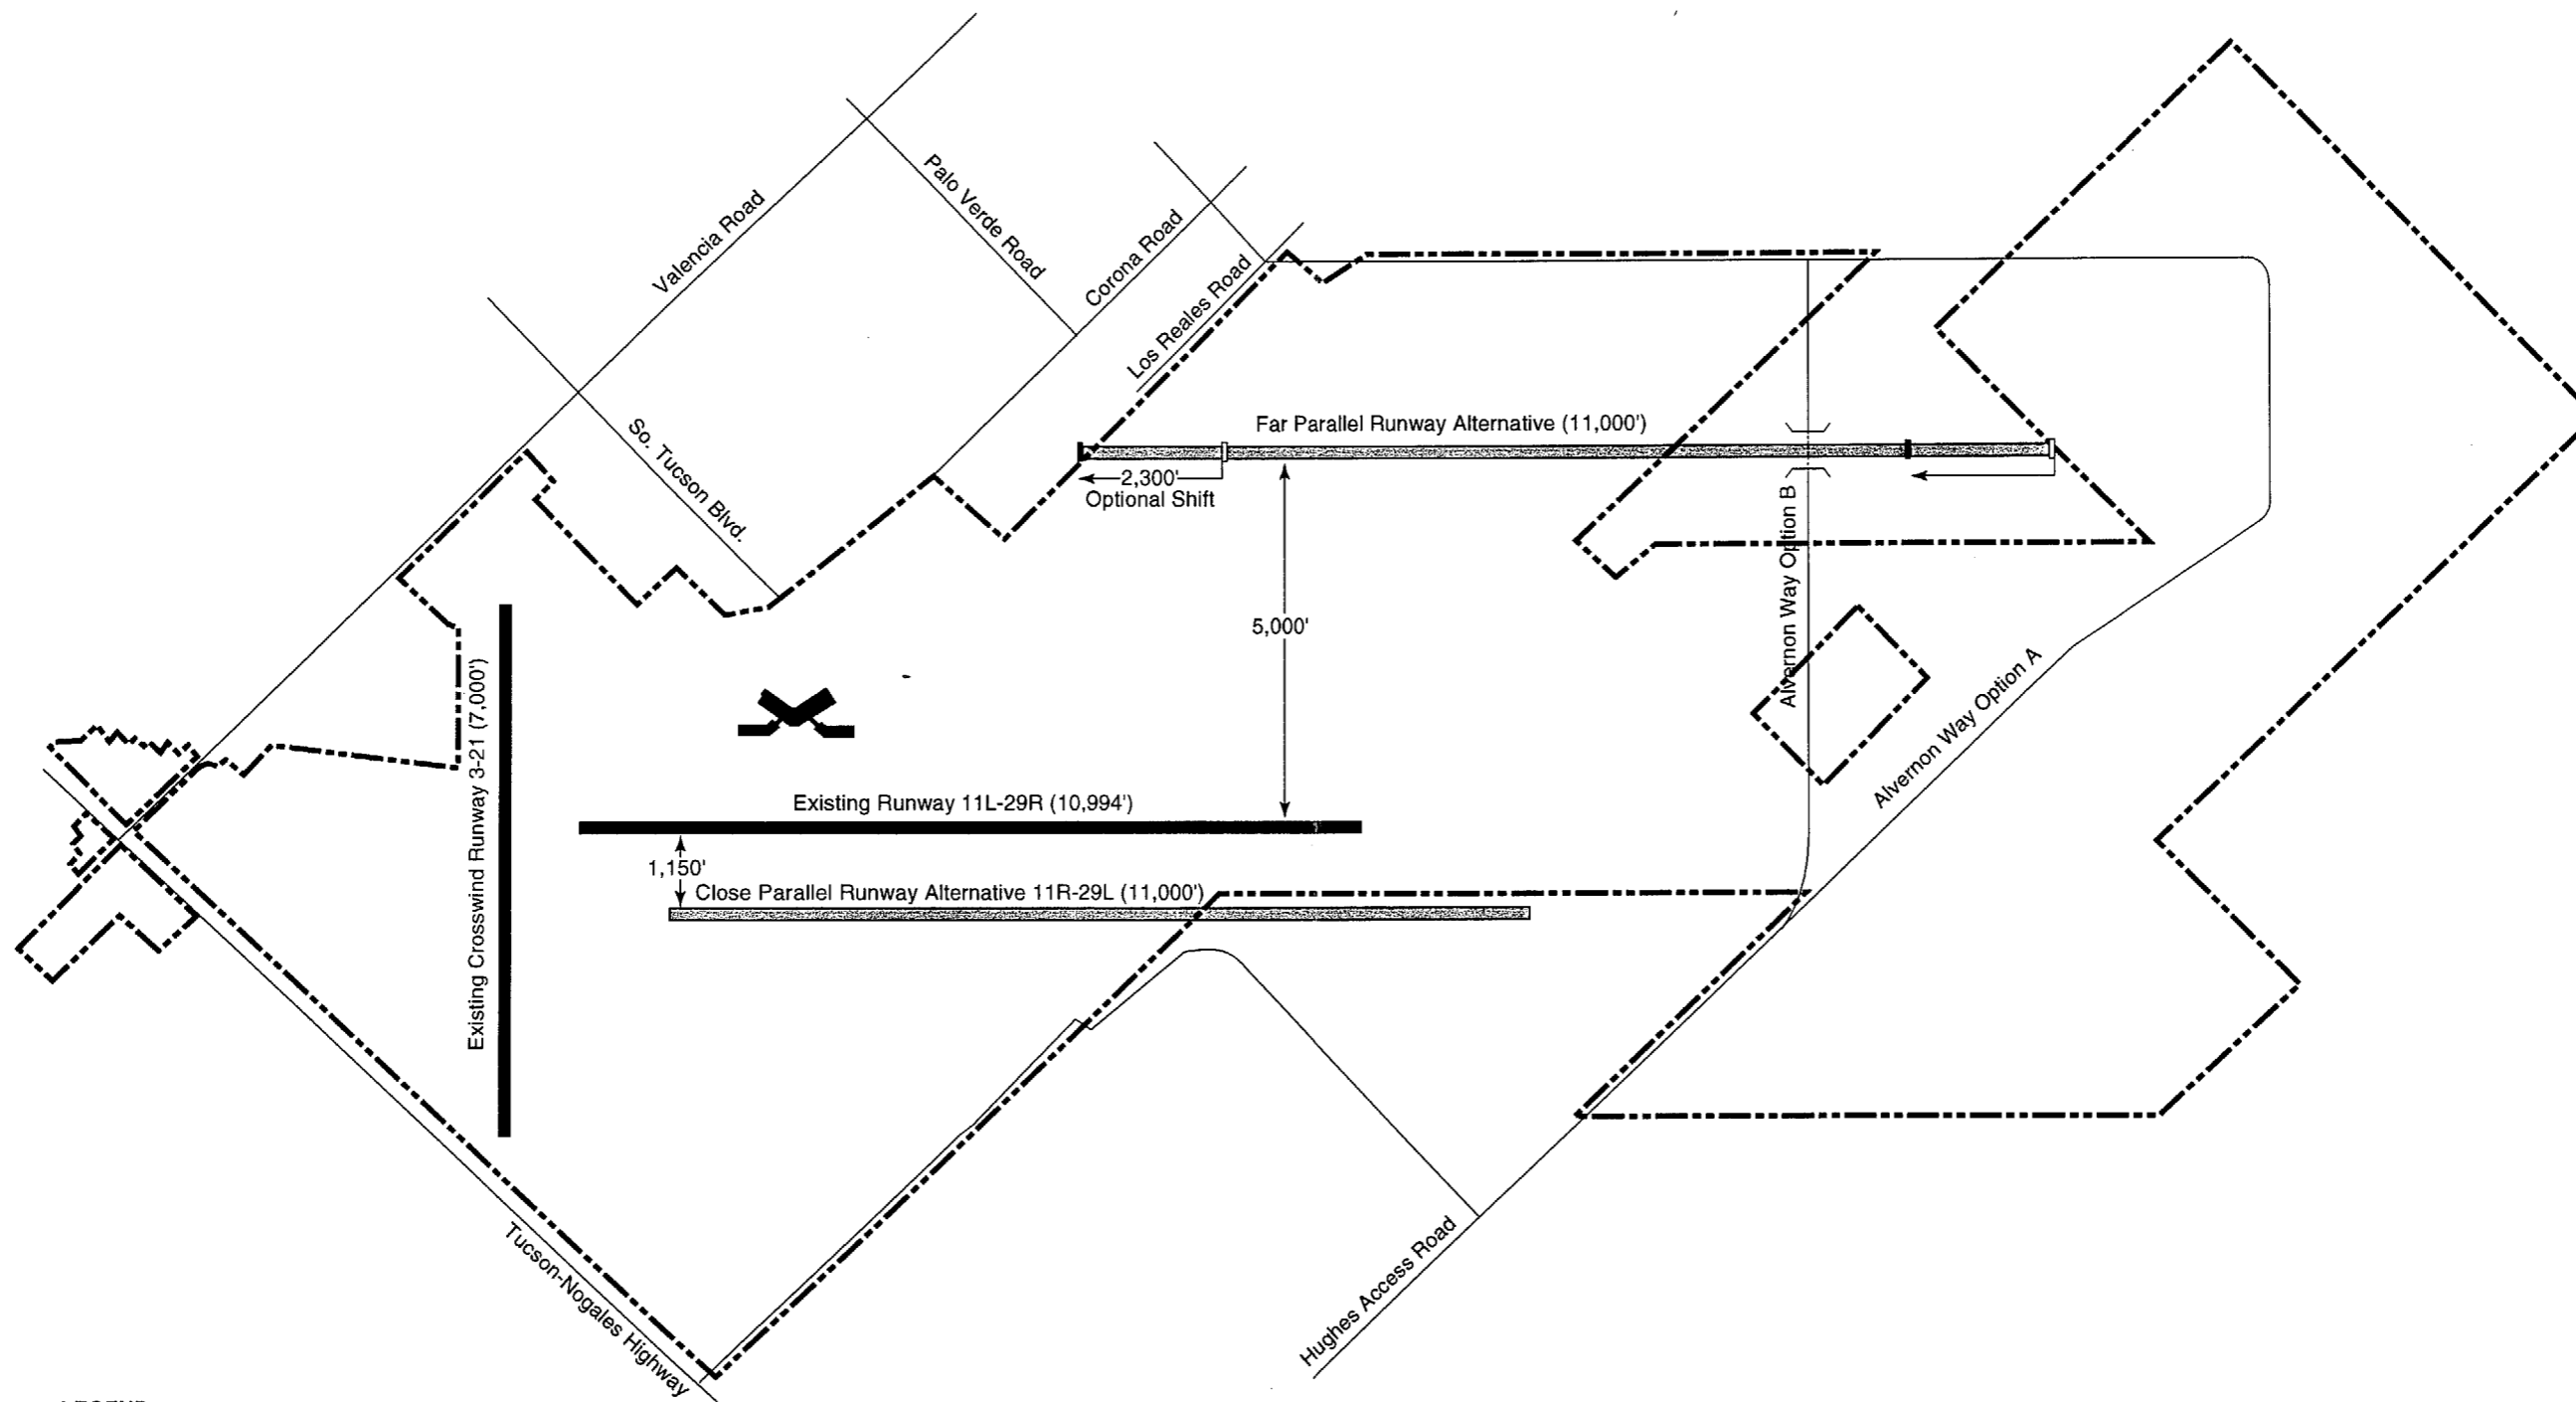 Valencia Road
Palo Verde Road
Corona Road
Los Reales Road
So. Tucson Blvd.
Far Parallel Runway Alternative (11,000')
2,300'
Optional Shift
5,000'
Alvernon Way Option B
Alvernon Way Option A
Existing Crosswind Runway 3-21 (7,000')
Existing Runway 11L-29R (10,994')
1,150'
Close Parallel Runway Alternative 11R-29L (11,000')
Tucson-Nogales Highway
Hughes Access Road